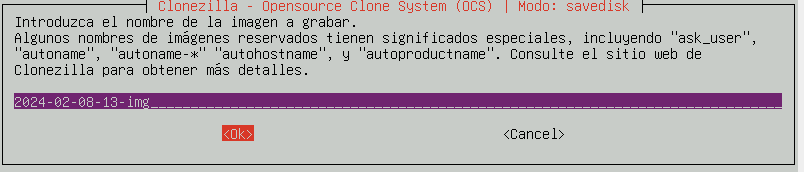 Clonezilla - Opensource Clone System (OCS) | Modo: savedisk
Introduzca el nombre de la imagen a grabar.
Algunos nombres de imágenes reservados tienen significados especiales, incluyendo "ask_user",
"autoname", "autoname-*" "autohostname", y "autoproductname". Consulte el sitio web de
Clonezilla para obtener más detalles.
2024-02-08-13-img
<Ok> <Cancel>